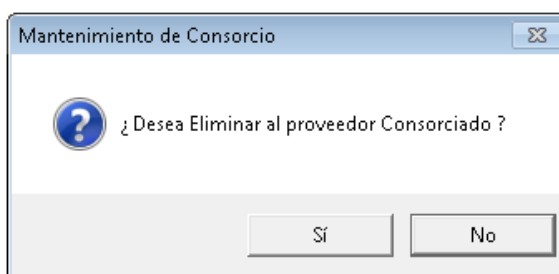 Mantenimiento de Consorcio
¿ Desea Eliminar al proveedor Consorciado ?
Sí
No